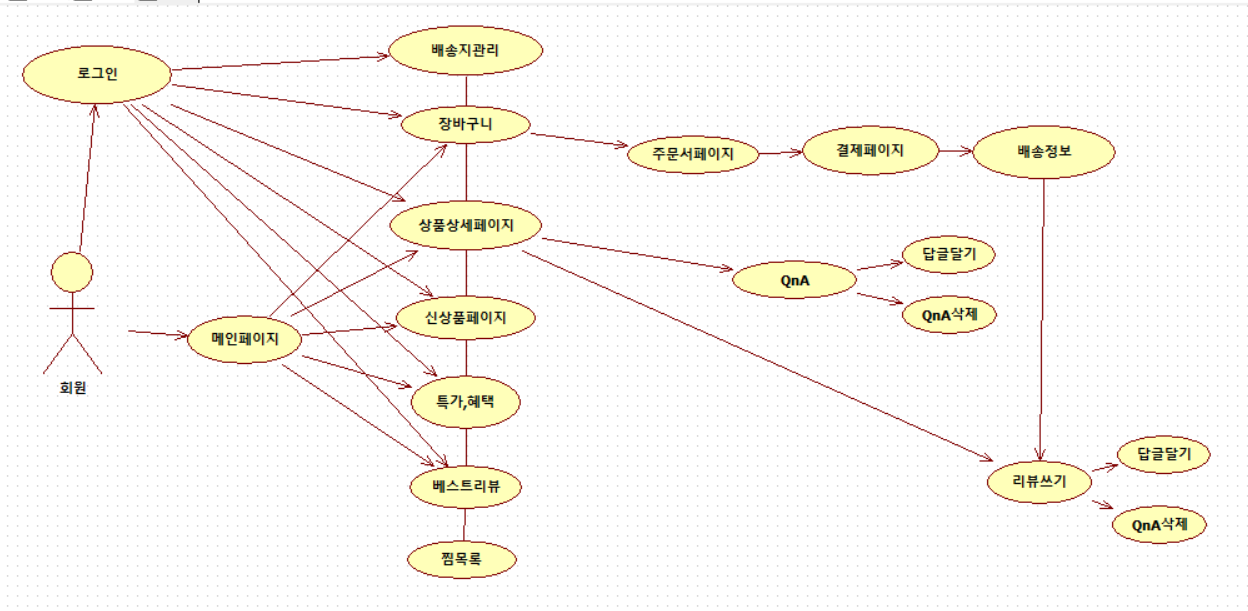 로그인
배송지관리
장바구니
주문서페이지
결제페이지
배송정보
상품상세페이지
QnA
답글달기
QnA삭제
신상품페이지
메인페이지
회원
특가,혜택
베스트리뷰
찜목록
리뷰쓰기
답글달기
QnA삭제